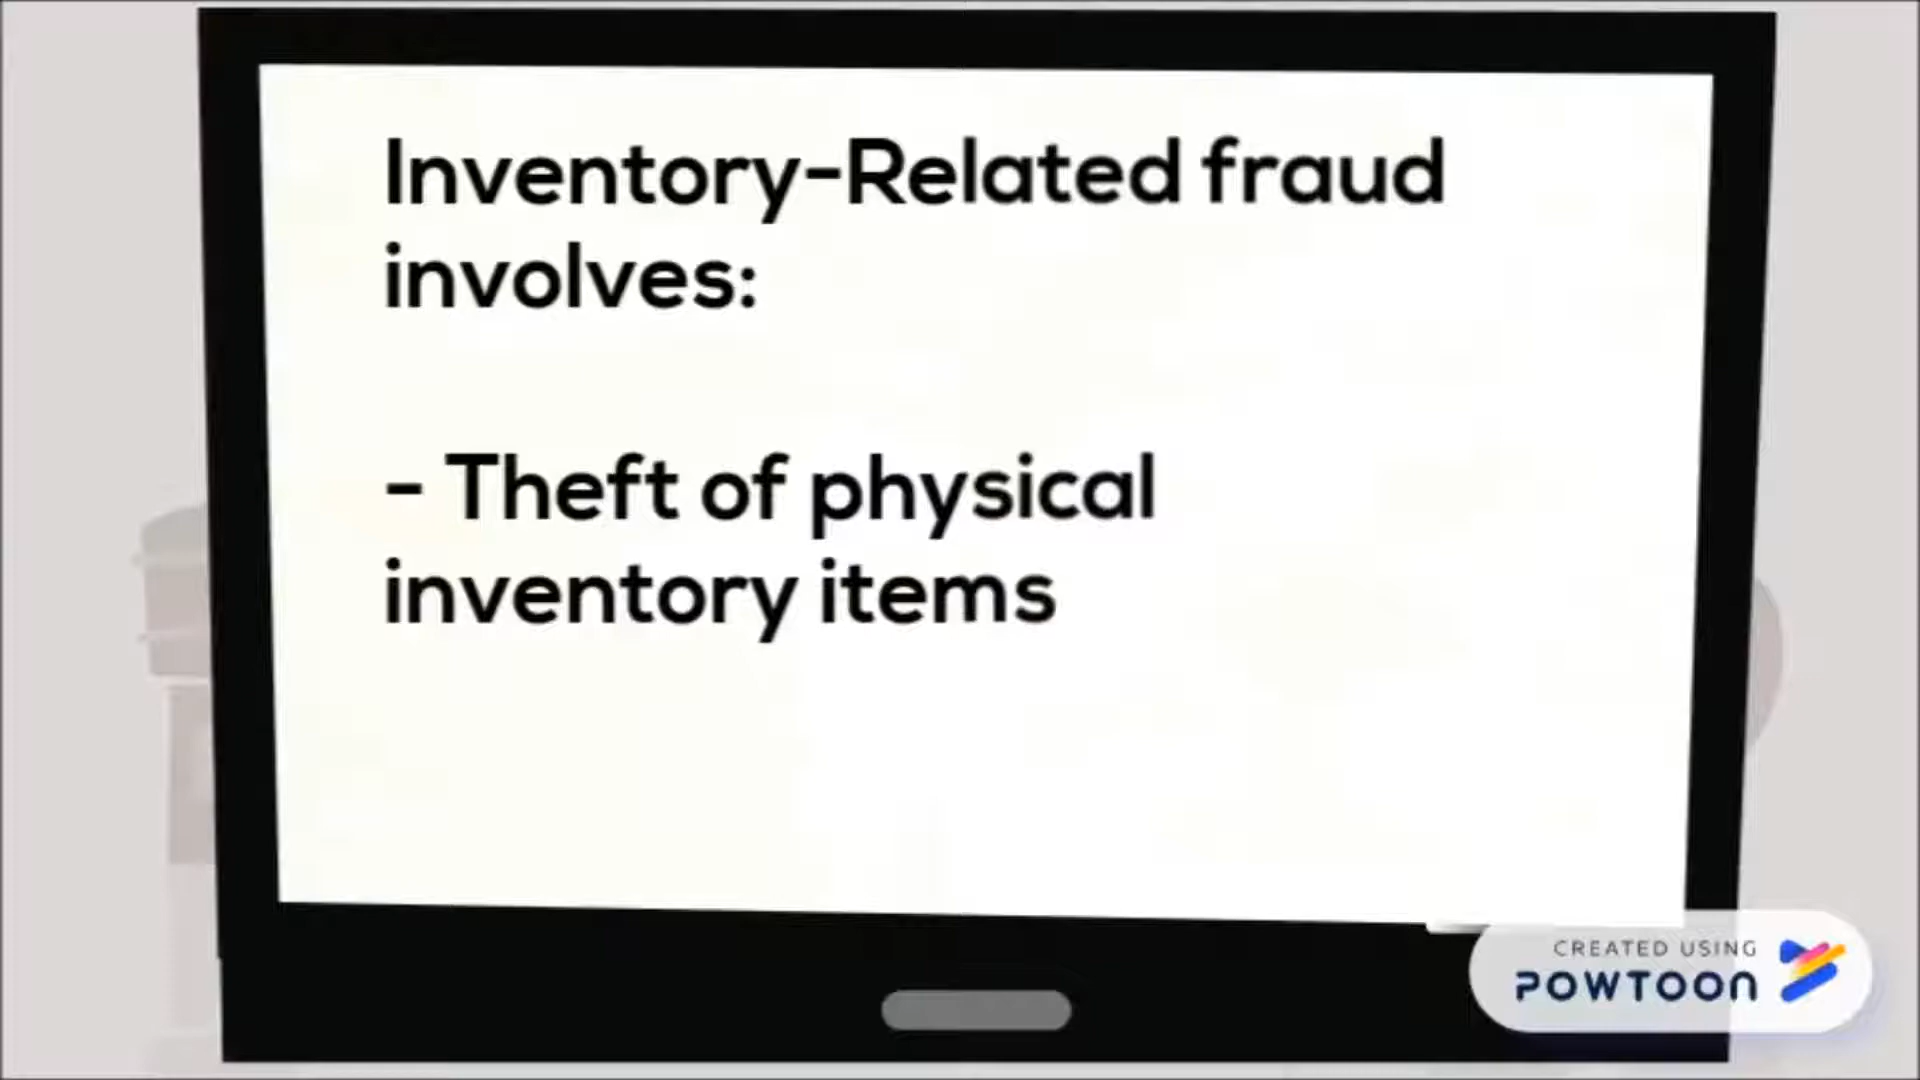 Inventory-Related fraud
involves:
- Theft of physical
inventory items
CREATED USING
POWTOON